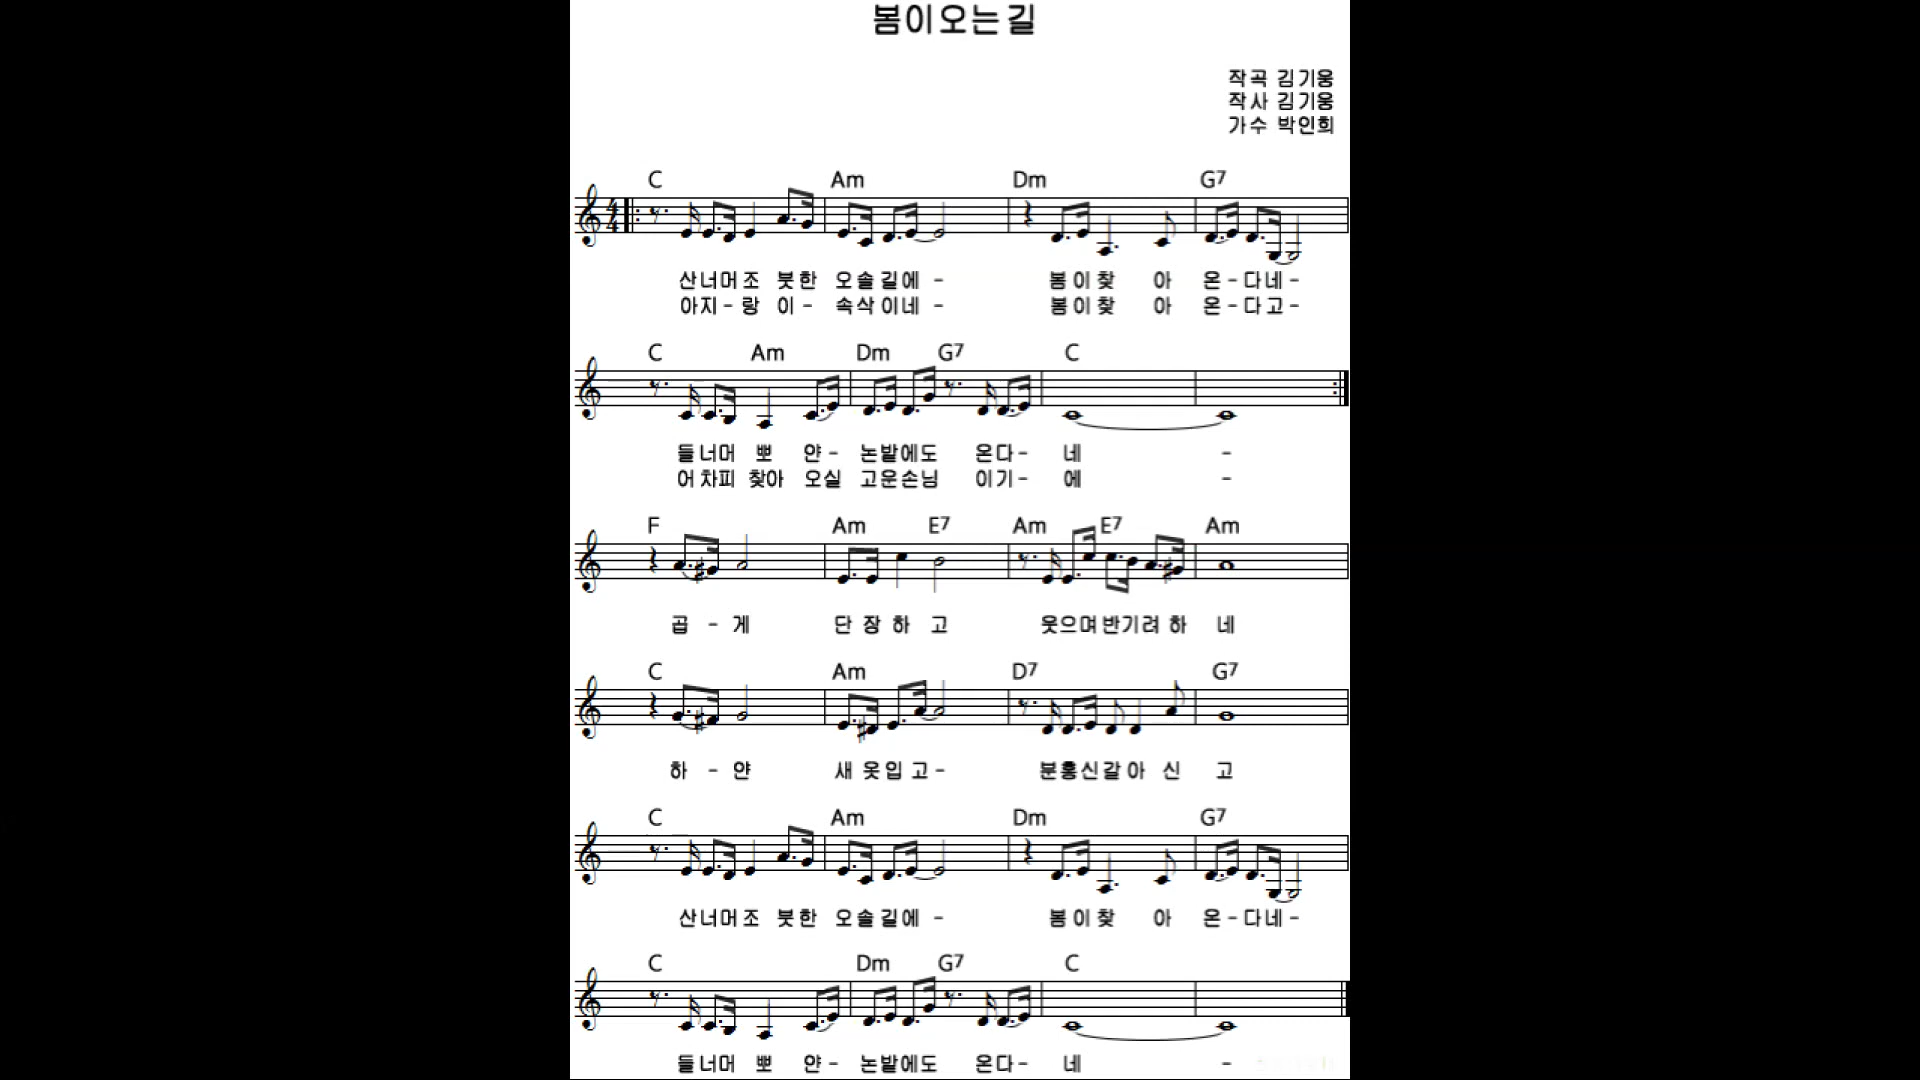 봄이오는길
작곡 김기웅
작사 김기웅
가수 박인희
C Am Dm G7
산너머조 붓한 오솔길에 - 봄이찾 아 온-다네-
아지-랑 이- 속삭이네 - 봄이찾 아 온-다고-
C Am Dm G7 C
들너머 뽀 얀- 논밭에도 온다- 네 -
어차피 찾아 오실 고운손님 이기- 에 -
F Am E7 Am E7 Am
곱 - 게 단 장 하 고 웃으며반기려 하 네
C Am D7 G7
하 - 얀 새 옷입 고- 분홍신갈아 신 고
C Am Dm G7
산너머조 붓한 오솔길에 - 봄이찾 아 온-다네-
C Dm G7 C
들너머 뽀 얀- 논밭에도 온다- 네 -